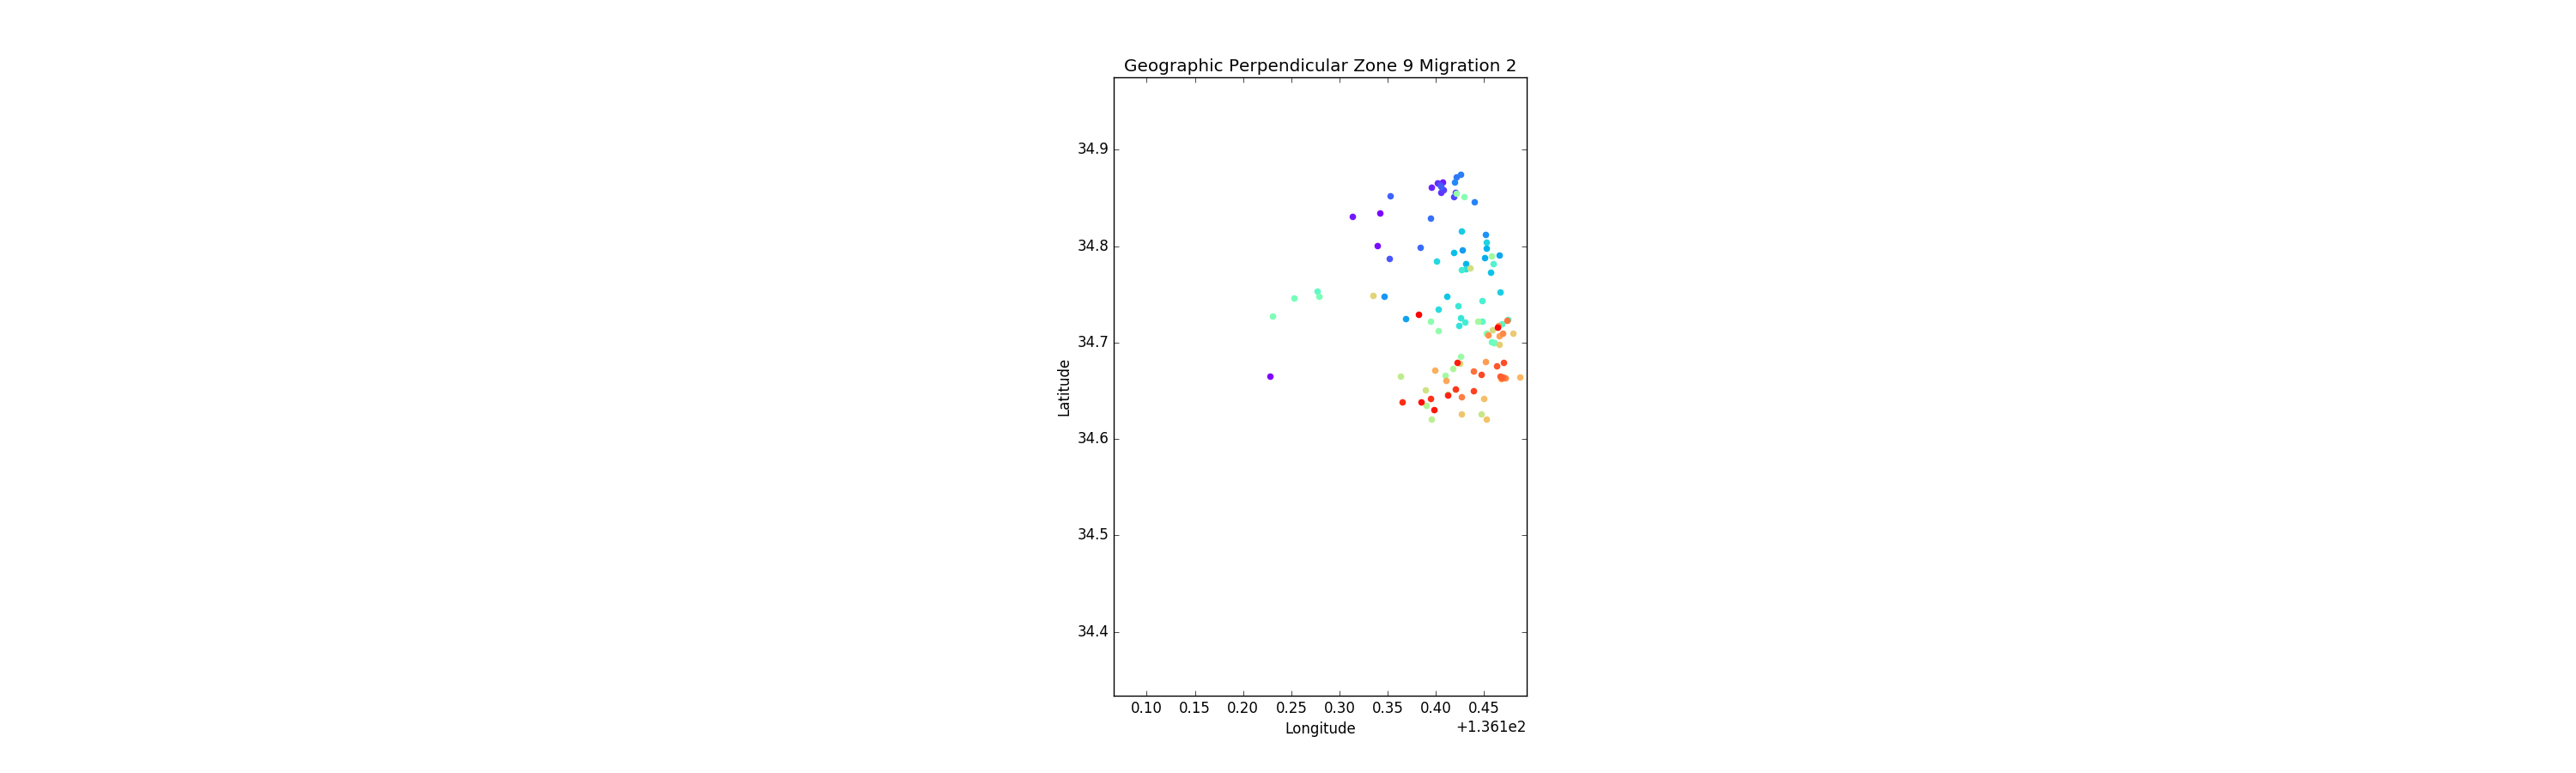 Geographic Perpendicular Zone 9 Migration 2
34.9
34.8
34.7
34.6
34.5
34.4
Latitude
0.10 0.15 0.20 0.25 0.30 0.35 0.40 0.45
+1.361e2
Longitude